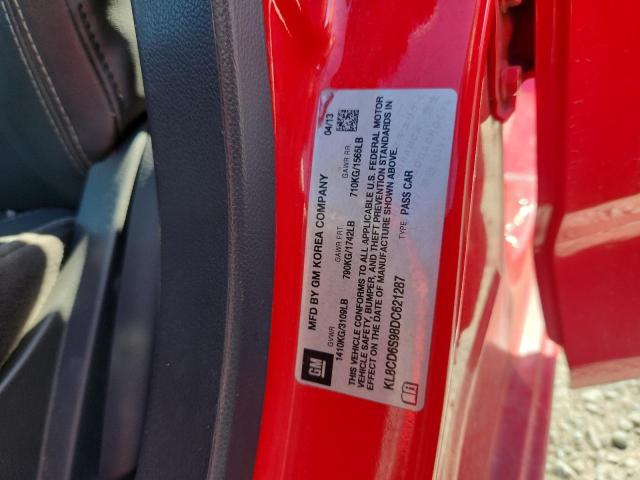 MFD BY GM KOREA COMPANY
04/13
GM
GVWR
GAWR FRT
GAWR RR
1410KG/3109LB
790KG/1742LB
710KG/1565LB
THIS VEHICLE CONFORMS TO ALL APPLICABLE U.S. FEDERAL MOTOR
VEHICLE SAFETY, BUMPER, AND THEFT PREVENTION STANDARDS IN
EFFECT ON THE DATE OF MANUFACTURE SHOWN ABOVE.
KL8CD6S98DC621287
TYPE: PASS CAR